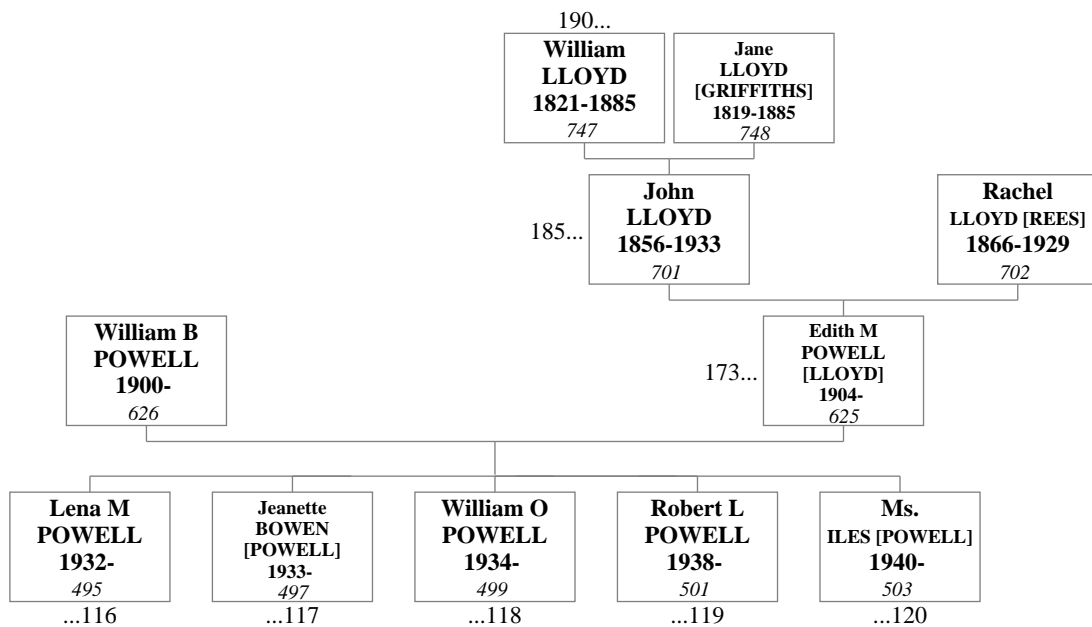 190...
William
LLOYD
1821-1885
747
Jane
LLOYD
[GRIFFITHS]
1819-1885
748
185...
John
LLOYD
1856-1933
701
Rachel
LLOYD [REES]
1866-1929
702
William B
POWELL
1900-
626
173...
Edith M
POWELL
[LLOYD]
1904-
625
Lena M
POWELL
1932-
495
...116
Jeanette
BOWEN
[POWELL]
1933-
497
...117
William O
POWELL
1934-
499
...118
Robert L
POWELL
1938-
501
...119
Ms.
ILES [POWELL]
1940-
503
...120